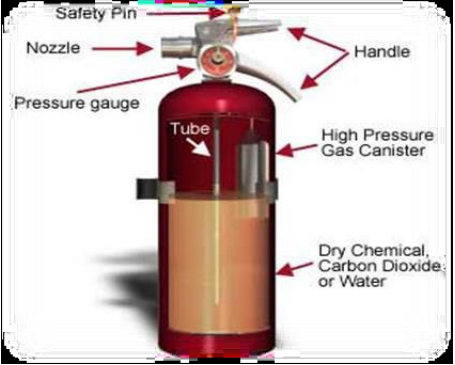 Safety Pin
Nozzle
Handle
Pressure gauge
Tube
High Pressure
Gas Canister
Dry Chemical,
Carbon Dioxide
or Water